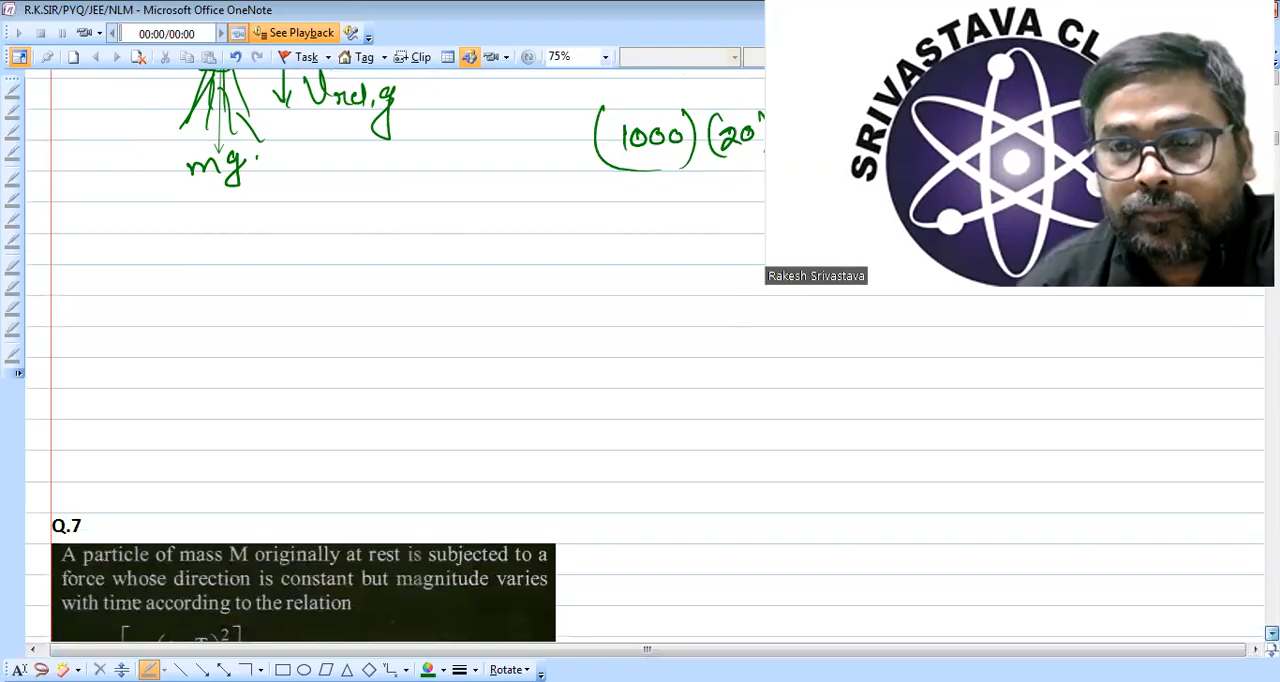 R.K.SIR/PYQ/JEE/NLM - Microsoft Office OneNote
00:00/00:00 See Playback
Task Tag Clip 75%
Vrel, g
mg
(1000) (20
SRIVASTAVA CL
Rakesh Srivastava
Q.7
A particle of mass M originally at rest is subjected to a
force whose direction is constant but magnitude varies
with time according to the relation
Rotate